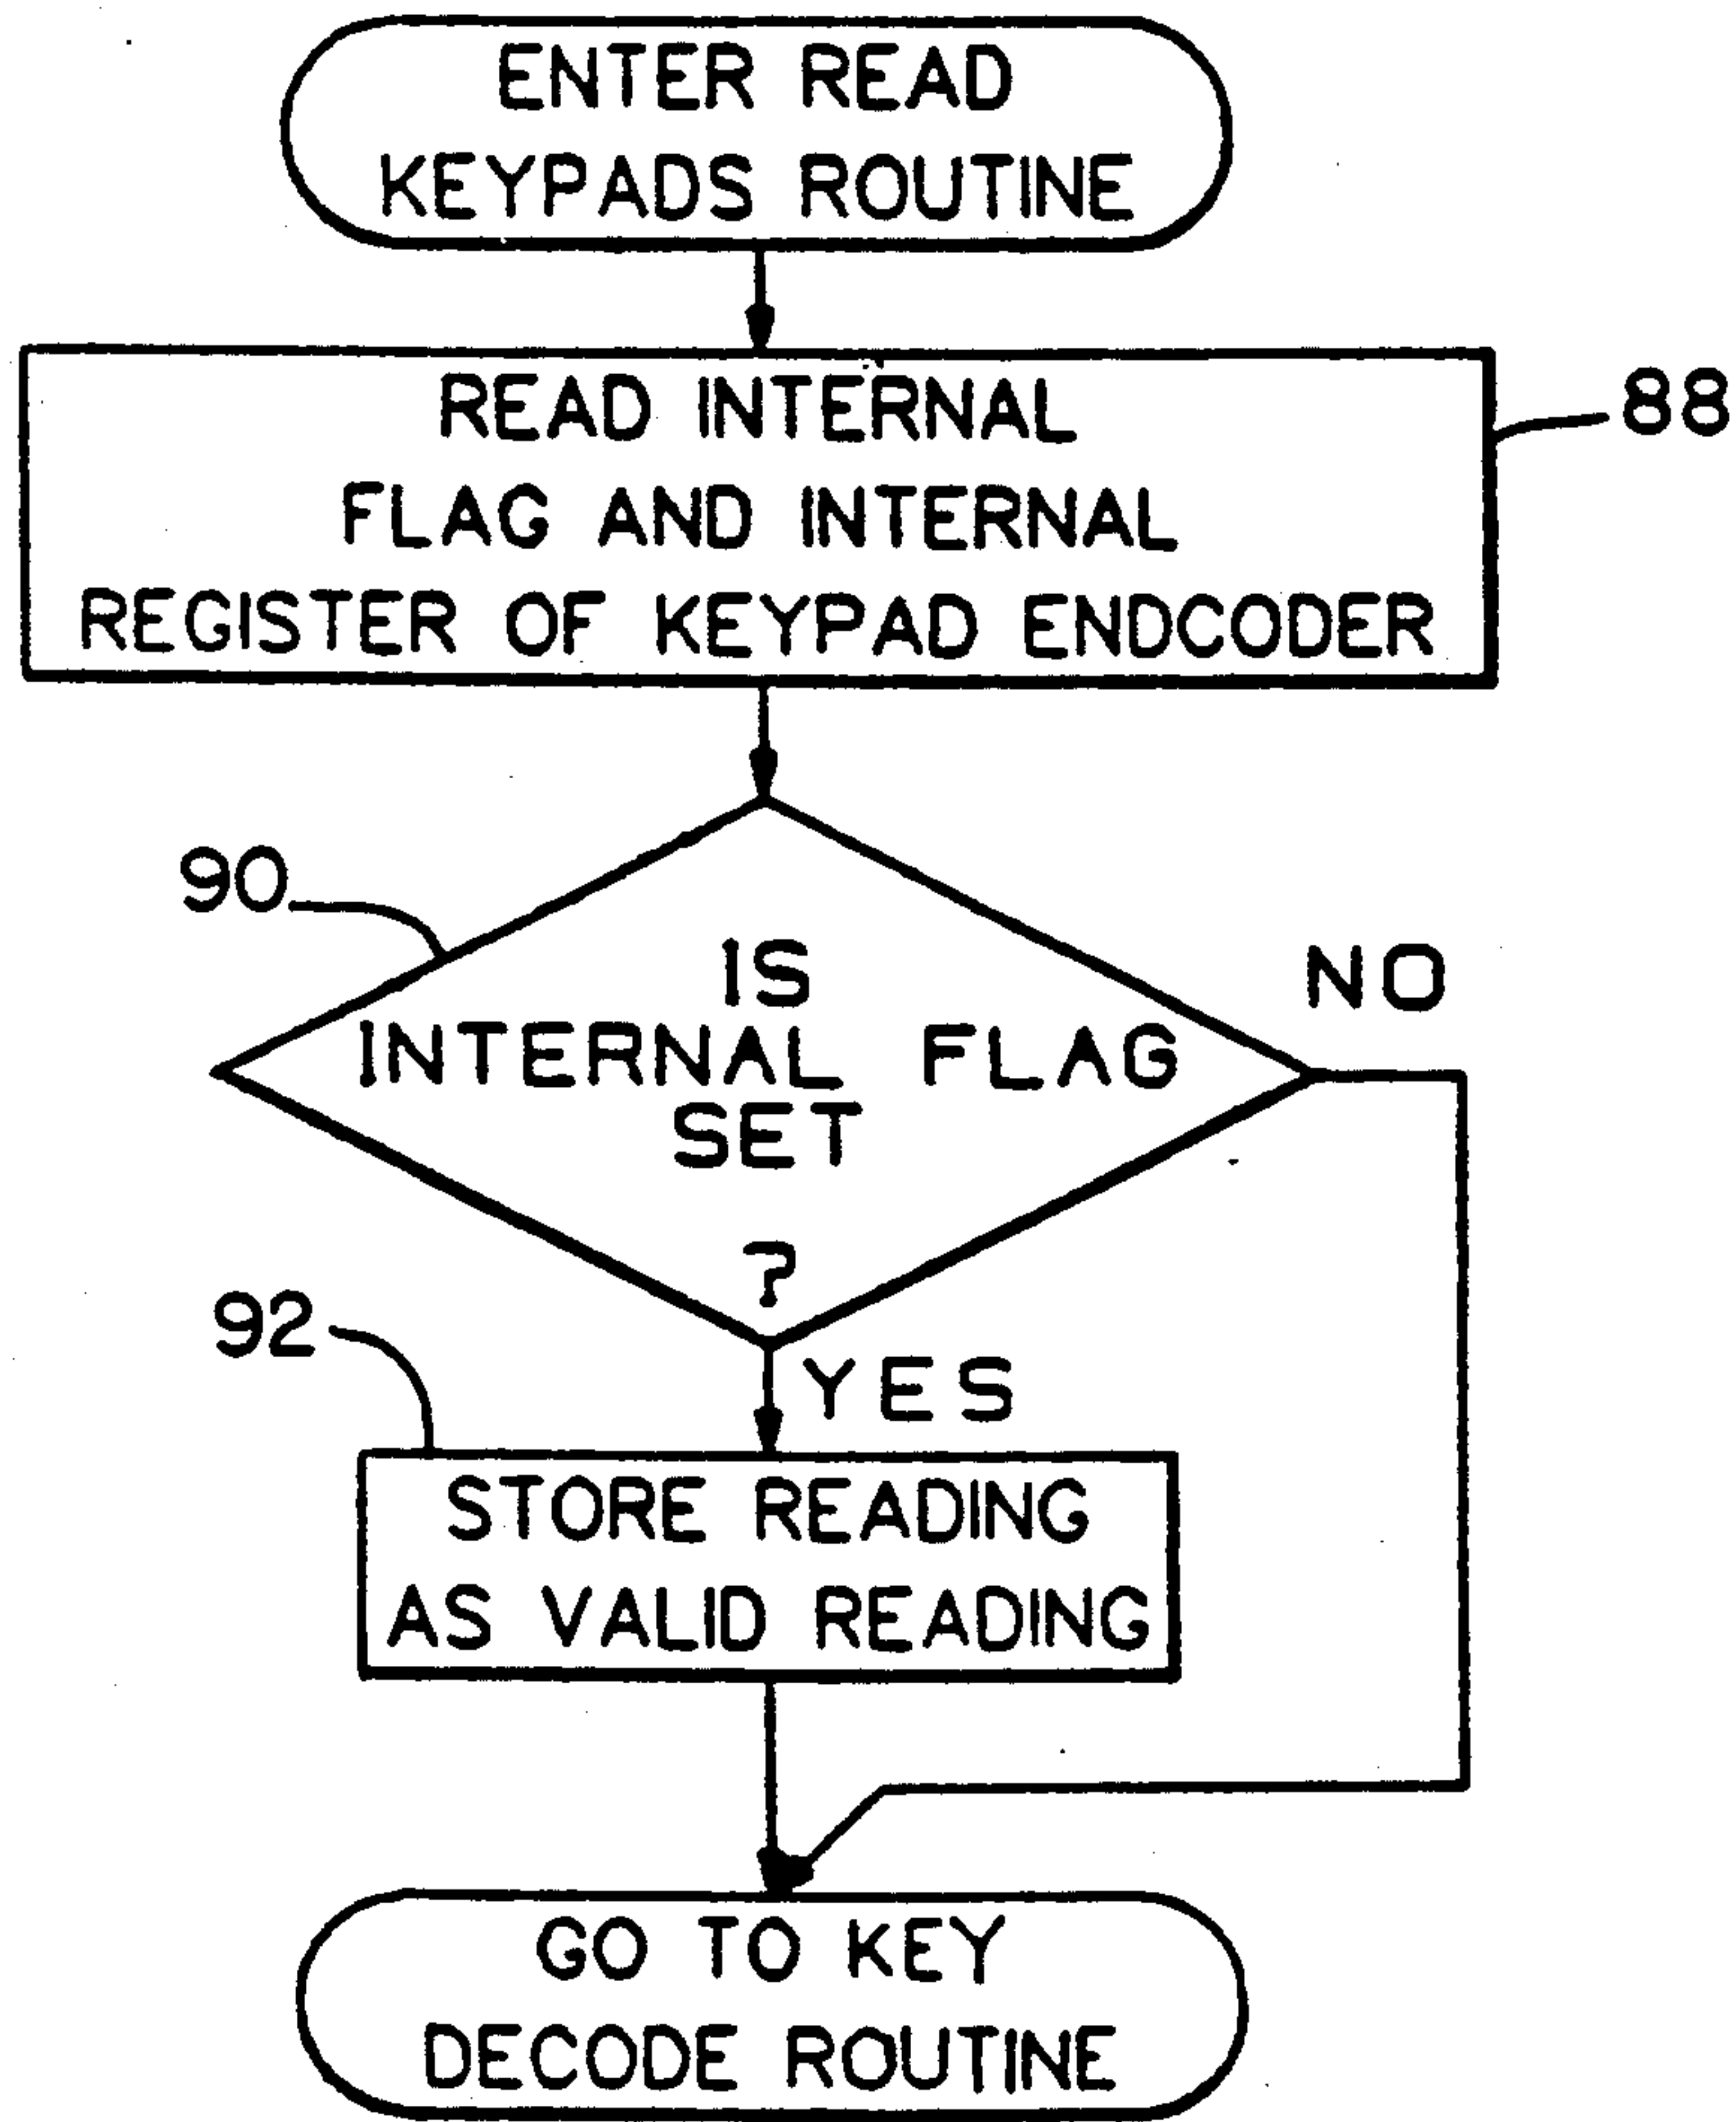 ENTER READ
KEYPADS ROUTINE
READ INTERNAL
FLAG AND INTERNAL
REGISTER OF KEYPAD ENDCODER
88
90
IS
INTERNAL FLAG
SET
?
NO
92
YES
STORE READING
AS VALID READING
GO TO KEY
DECODE ROUTINE